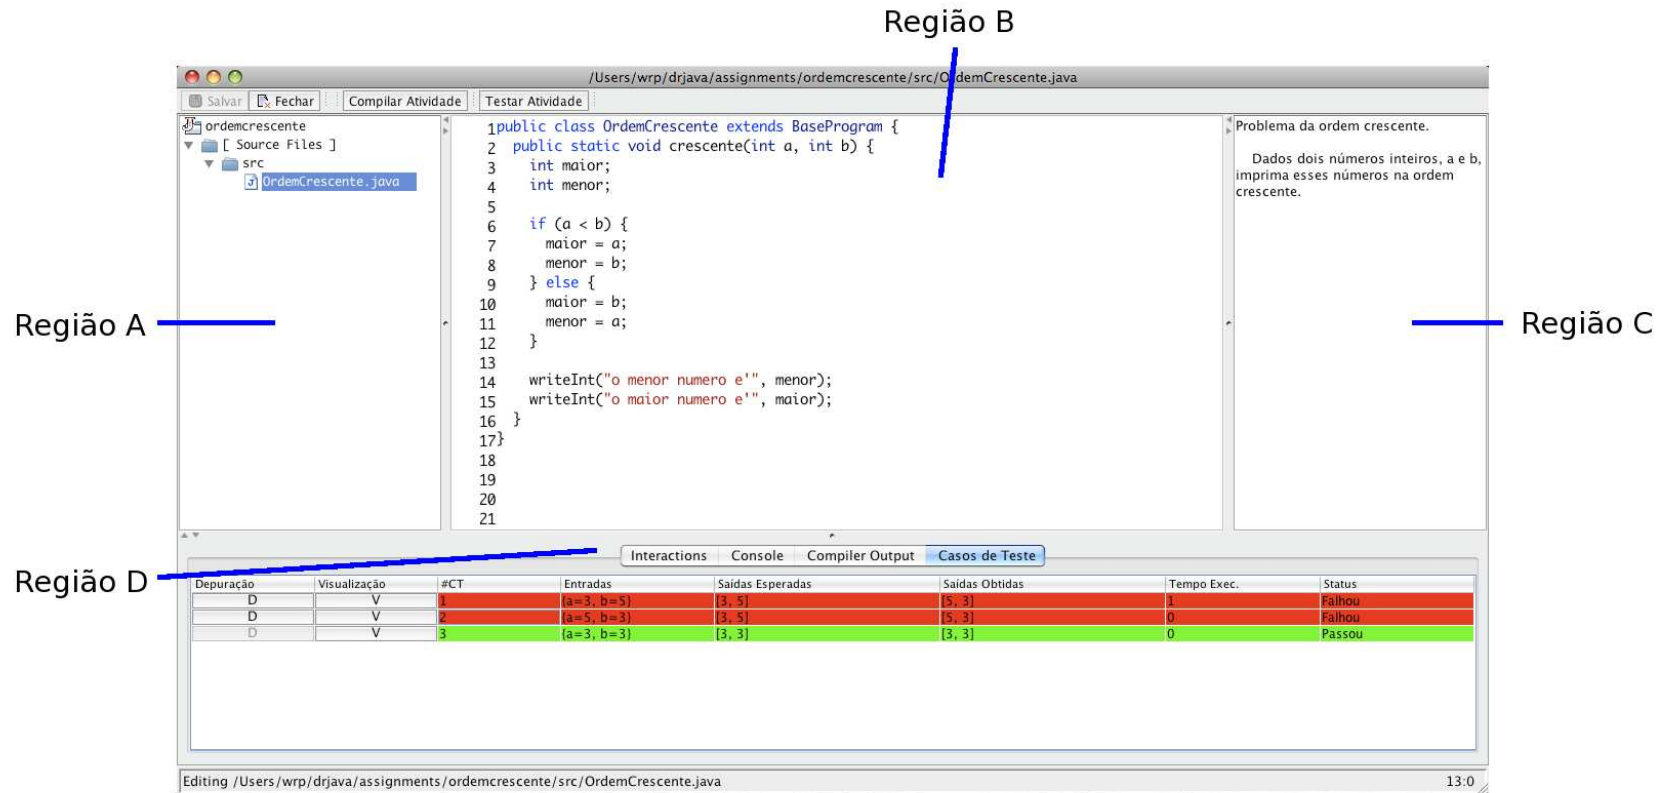 Região B
/Users/wrp/drjava/assignments/ordemcrescente/src/OrdemCrescente.java
Salvar Fechar Compilar Atividade Testar Atividade
ordemcrescente
[ Source Files ]
src
OrdemCrescente.java
1 public class OrdemCrescente extends BaseProgram {
2 public static void crescente(int a, int b) {
3 int maior;
4 int menor;
5
6 if (a < b) {
7 maior = a;
8 menor = b;
9 } else {
10 maior = b;
11 menor = a;
12 }
13
14 writeInt("o menor numero e'", menor);
15 writeInt("o maior numero e'", maior);
16 }
17 }
18
19
20
21
Problema da ordem crescente.
Dados dois números inteiros, a e b,
imprima esses números na ordem
crescente.
Região A
Região C
Região D
Interactions Console Compiler Output Casos de Teste
Depuração Visualização #CT Entradas Saídas Esperadas Saídas Obtidas Tempo Exec. Status
D V 1 {a=3, b=5} [3, 5] [5, 3] 1 Falhou
D V 2 {a=5, b=3} [3, 5] [5, 3] 0 Falhou
D V 3 {a=3, b=3} [3, 3] [3, 3] 0 Passou
Editing /Users/wrp/drjava/assignments/ordemcrescente/src/OrdemCrescente.java 13:0